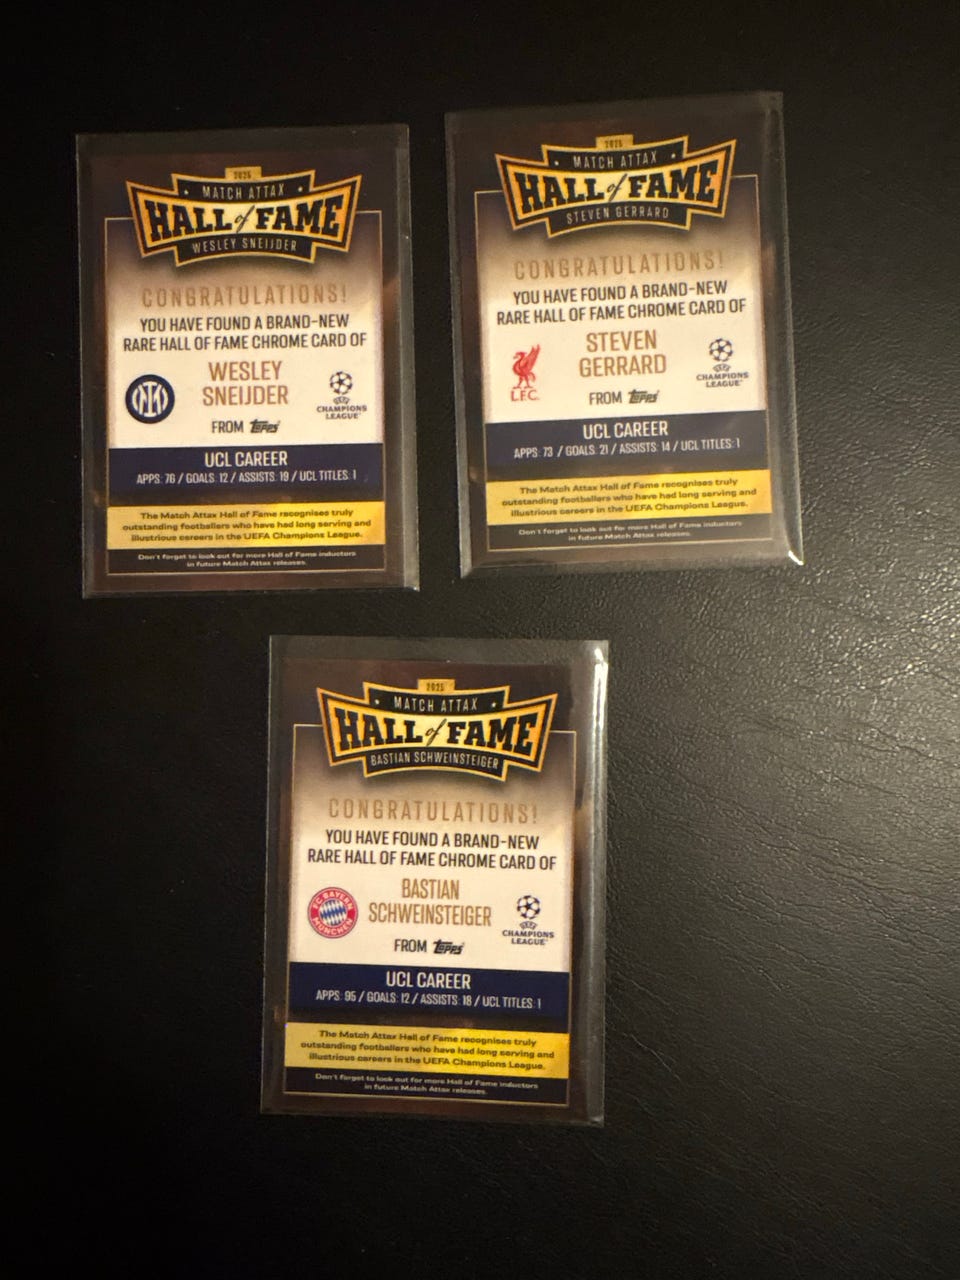 2025
MATCH ATTAX
HALL of FAME
WESLEY SNEIJDER
CONGRATULATIONS!
YOU HAVE FOUND A BRAND-NEW
RARE HALL OF FAME CHROME CARD OF
WESLEY
SNEIJDER
UEFA
CHAMPIONS
LEAGUE
FROM Topps
UCL CAREER
APPS: 76 / GOALS: 12 / ASSISTS: 19 / UCL TITLES: 1
The Match Attax Hall of Fame recognises truly
outstanding footballers who have had long serving and
illustrious careers in the UEFA Champions League.
Don't forget to look out for more Hall of Fame inductors
in future Match Attax releases.
2025
MATCH ATTAX
HALL of FAME
STEVEN GERRARD
CONGRATULATIONS!
YOU HAVE FOUND A BRAND-NEW
RARE HALL OF FAME CHROME CARD OF
STEVEN
GERRARD
L.F.C.
UEFA
CHAMPIONS
LEAGUE
FROM Topps
UCL CAREER
APPS: 73 / GOALS: 21 / ASSISTS: 14 / UCL TITLES: 1
The Match Attax Hall of Fame recognises truly
outstanding footballers who have had long serving and
illustrious careers in the UEFA Champions League.
Don't forget to look out for more Hall of Fame inductors
in future Match Attax releases.
2025
MATCH ATTAX
HALL of FAME
BASTIAN SCHWEINSTEIGER
CONGRATULATIONS!
YOU HAVE FOUND A BRAND-NEW
RARE HALL OF FAME CHROME CARD OF
BASTIAN
SCHWEINSTEIGER
FC BAYERN
MÜNCHEN
UEFA
CHAMPIONS
LEAGUE
FROM Topps
UCL CAREER
APPS: 95 / GOALS: 12 / ASSISTS: 18 / UCL TITLES: 1
The Match Attax Hall of Fame recognises truly
outstanding footballers who have had long serving and
illustrious careers in the UEFA Champions League.
Don't forget to look out for more Hall of Fame inductors
in future Match Attax releases.